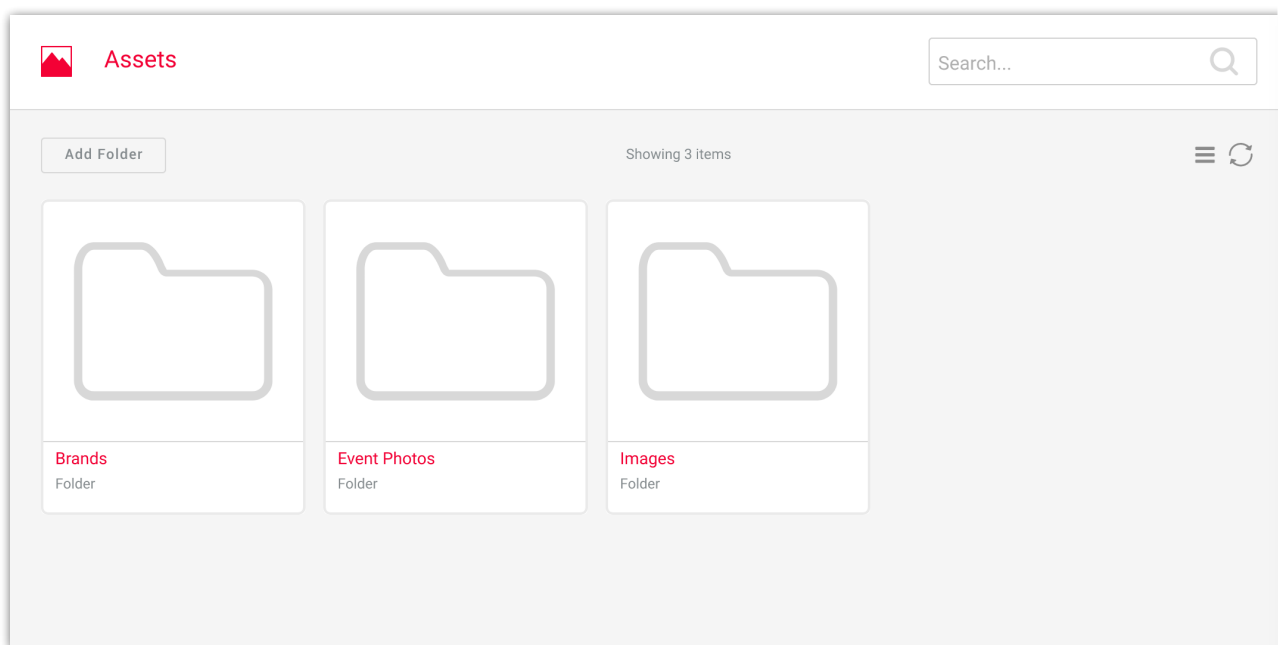 Assets
Search...
Add Folder
Showing 3 items
Brands
Folder
Event Photos
Folder
Images
Folder